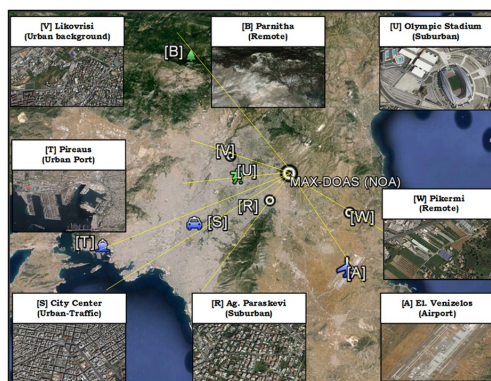 [V] Likovrisi
(Urban background)
[B] Parnitha
(Remote)
[U] Olympic Stadium
(Suburban)
[B]
[T] Pireaus
(Urban Port)
[V]
[U]
MAX-DOAS (NOA)
[R]
[W]
[S]
[W] Pikermi
(Remote)
[T]
[A]
[S] City Center
(Urban-Traffic)
[R] Ag. Paraskevi
(Suburban)
[A] El. Venizelos
(Airport)